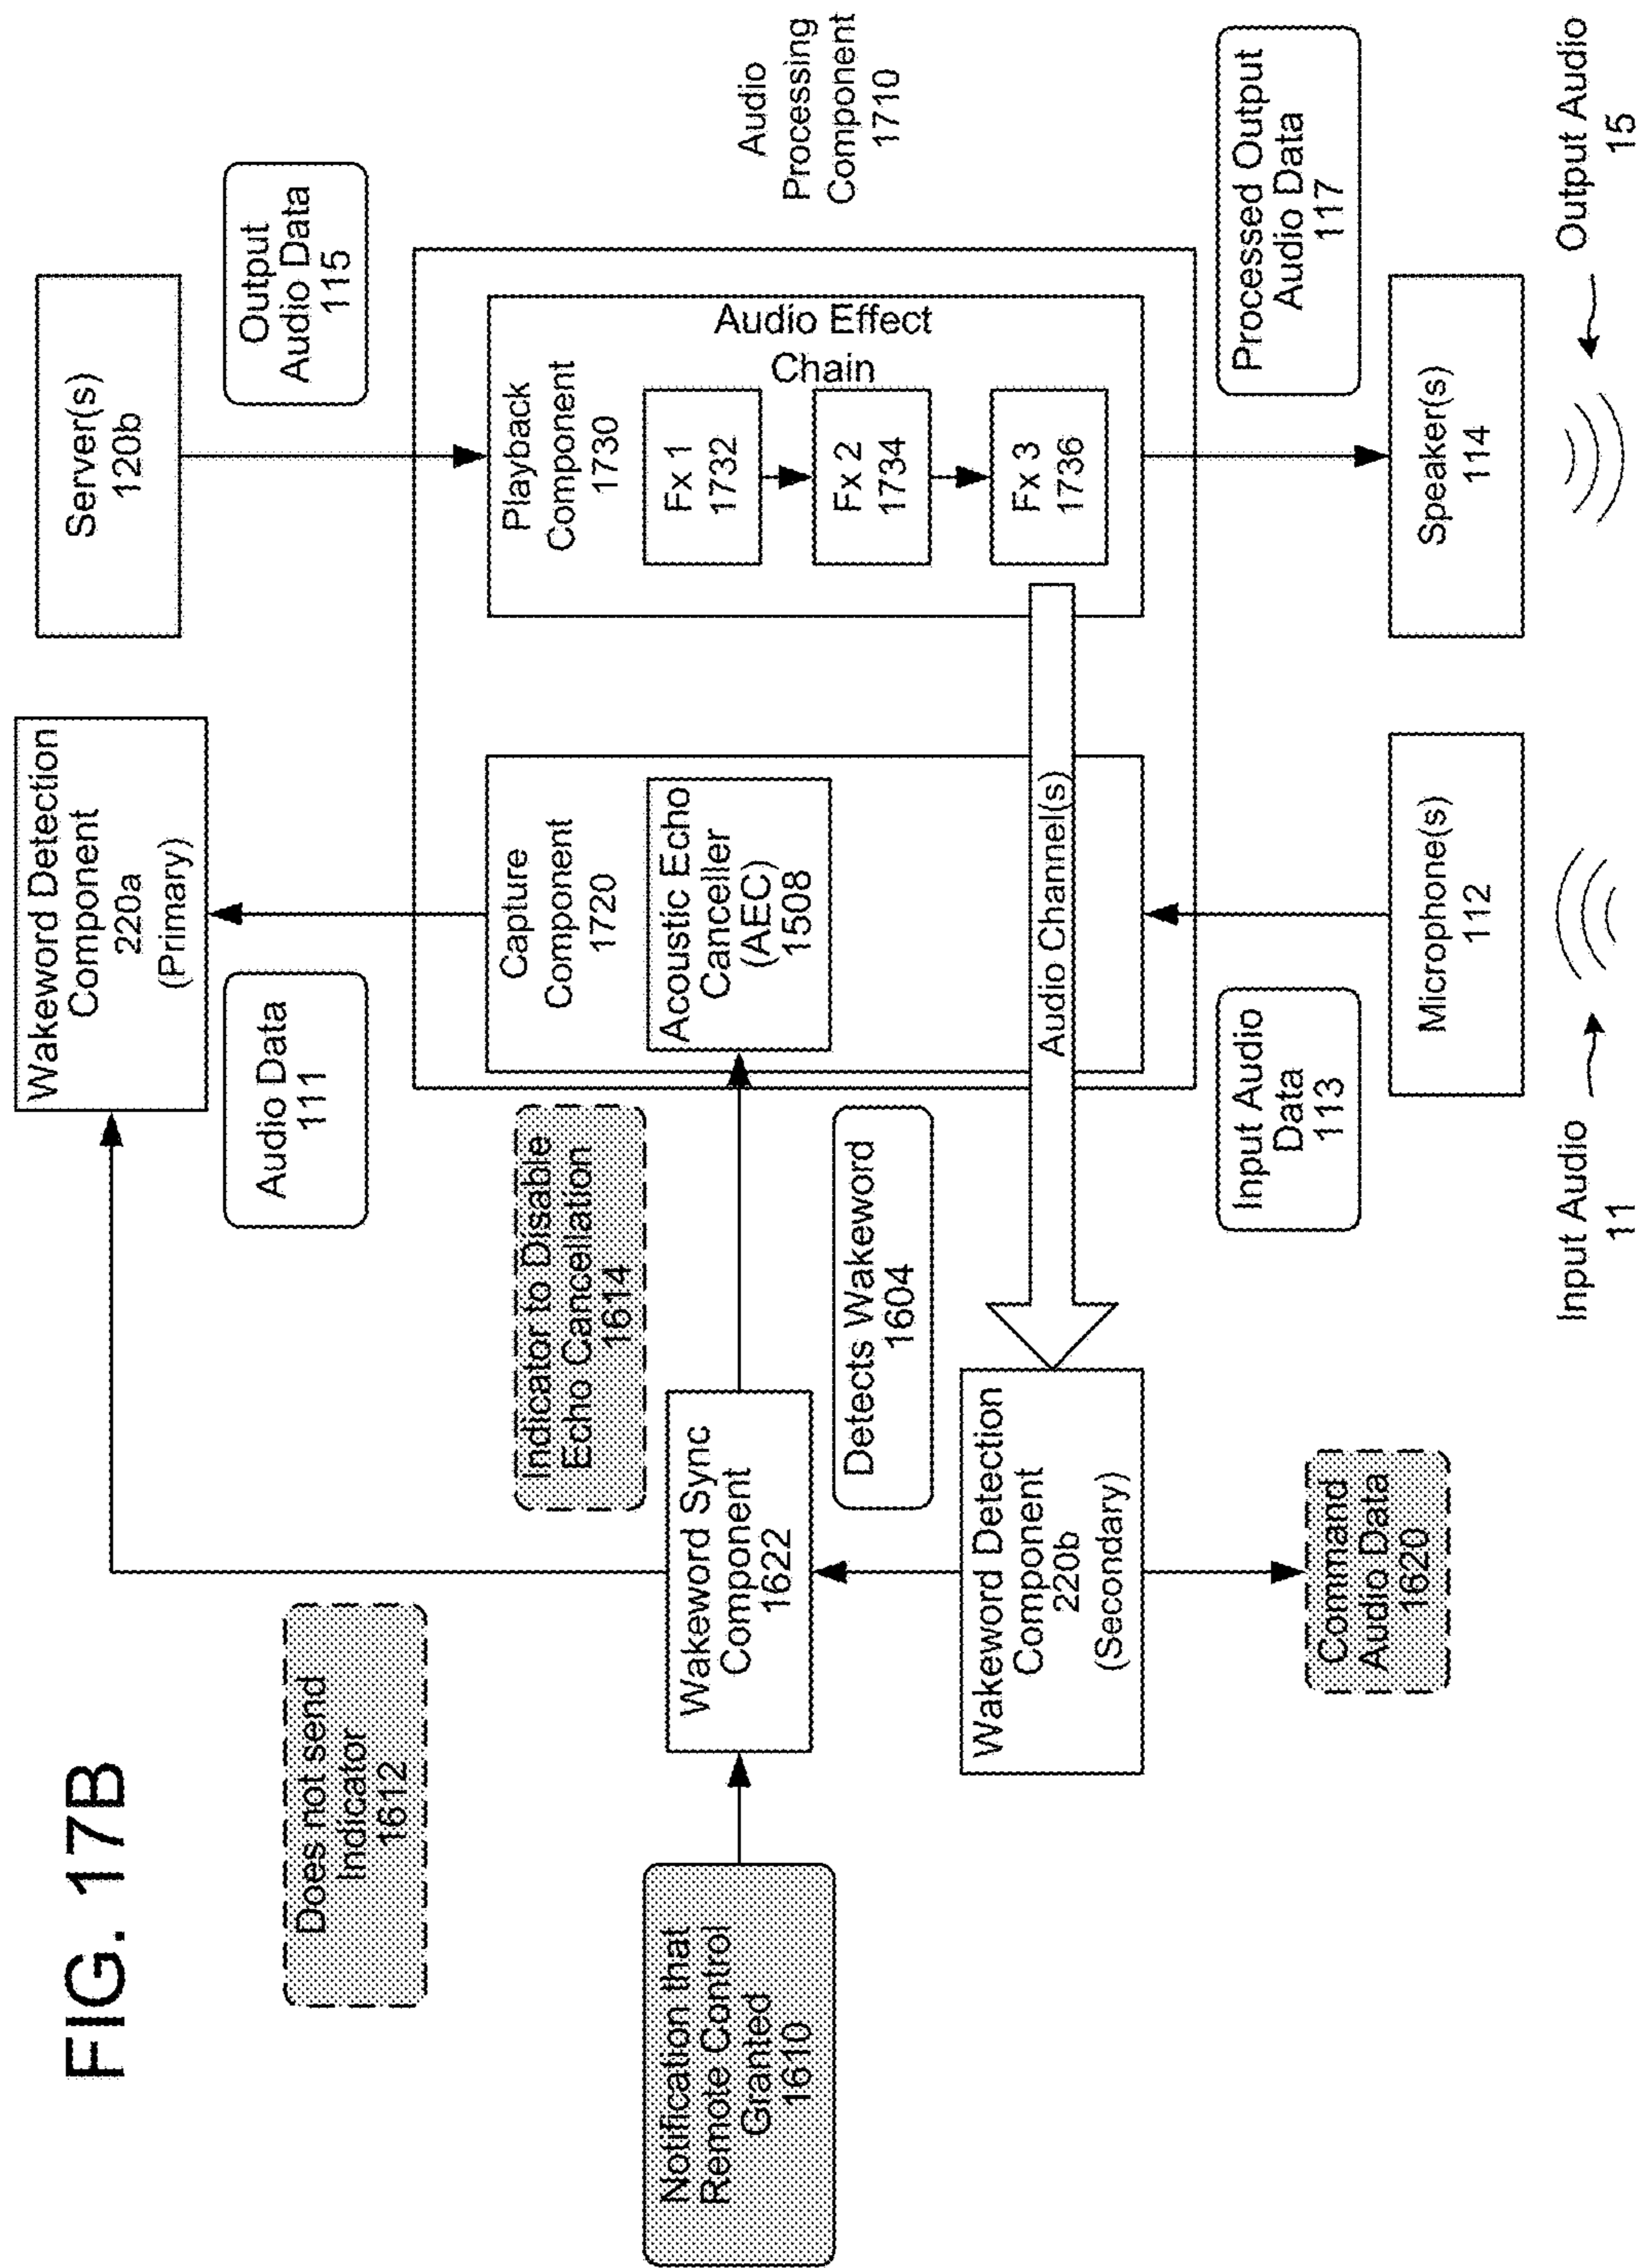 FIG. 17B
Does not send
Indicator
1612
Notification that
Remote Control
Granted
1610
Wakeword Sync
Component
1622
Indicator to Disable
Echo Cancellation
1614
Detects Wakeword
1604
Wakeword Detection
Component
220b
(Secondary)
Command
Audio Data
1620
Wakeword Detection
Component
220a
(Primary)
Audio Data
111
Capture
Component
1720
Acoustic Echo
Canceller
(AEC)
1508
Audio Channel(s)
Input Audio
Data
113
Microphone(s)
112
Input Audio
11
Server(s)
120b
Output
Audio Data
115
Playback
Component
1730
Audio Effect
Chain
Fx 1
1732
Fx 2
1734
Fx 3
1736
Audio
Processing
Component
1710
Processed Output
Audio Data
117
Speaker(s)
114
Output Audio
15